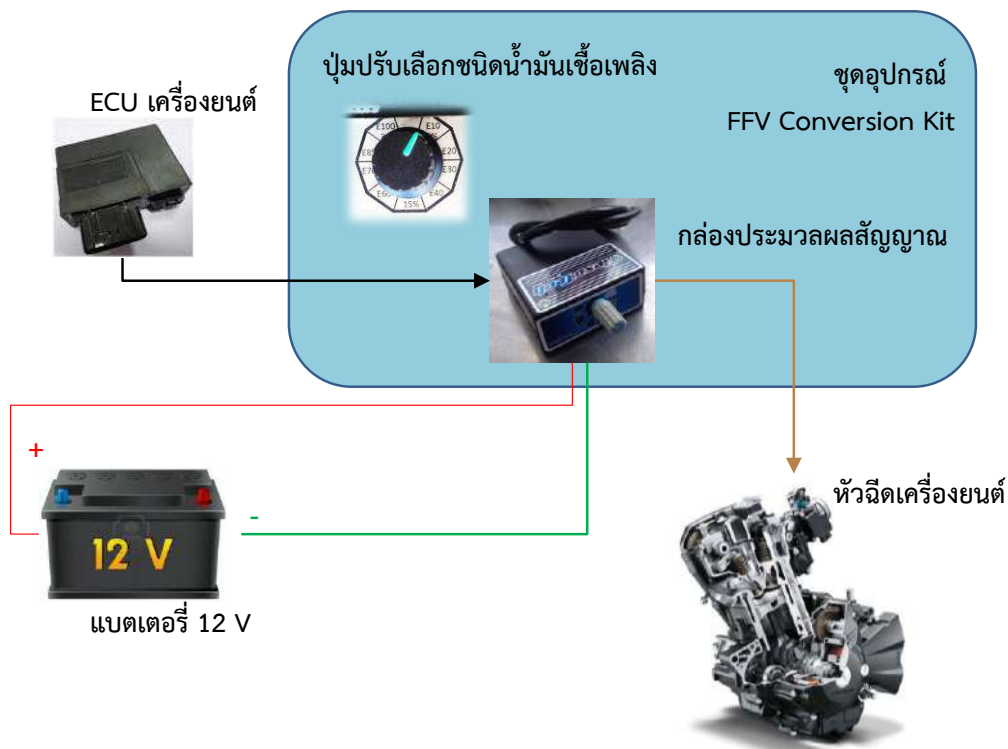 ปุ่มปรับเลือกชนิดน้ำมันเชื้อเพลิง
ชุดอุปกรณ์
FFV Conversion Kit
ECU เครื่องยนต์
E100
E10
E85
E20
E30
E60
E40
15%
กล่องประมวลผลสัญญาณ
+
-
12 V
แบตเตอรี่ 12 V
หัวฉีดเครื่องยนต์